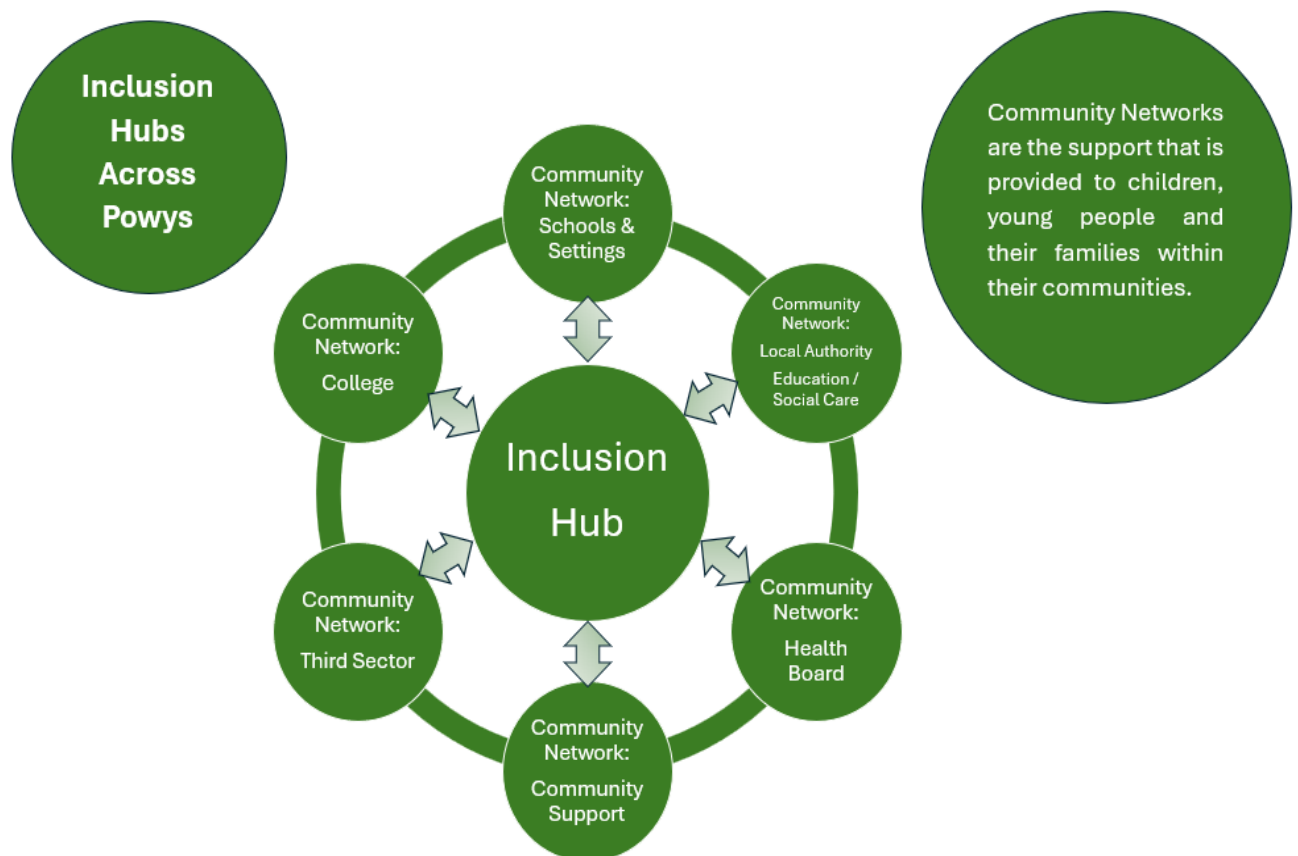 Inclusion
Hubs
Across
Powys
Community Networks
are the support that is
provided to children,
young people and
their families within
their communities.
Community
Network:
Schools &
Settings
Community
Network:
Local Authority
Education /
Social Care
Community
Network:
Health
Board
Community
Network:
Community
Support
Community
Network:
Third Sector
Community
Network:
College
Inclusion
Hub